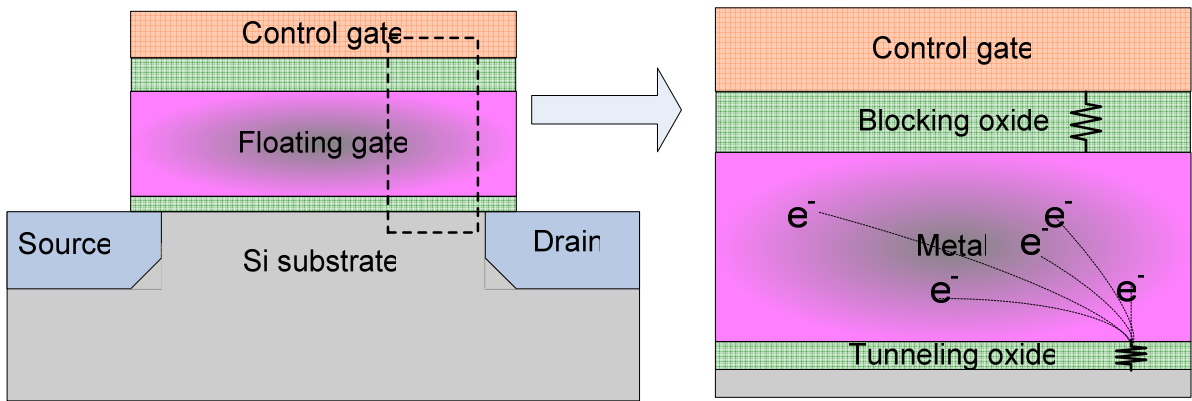 Control gate
Floating gate
Source
Si substrate
Drain
Control gate
Blocking oxide
e-
e-
Metal
e-
e-
e-
Tunneling oxide